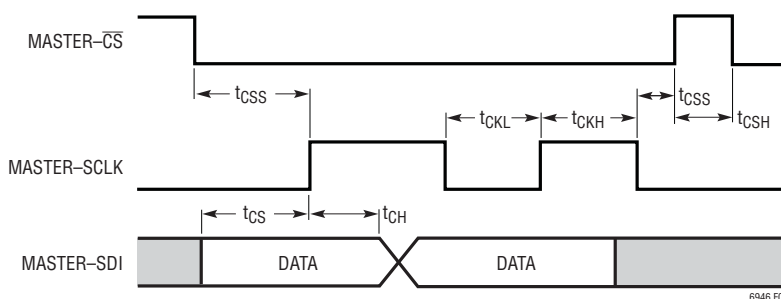 MASTER–CS
tCSS
tCKL
tCKH
tCSS
tCSH
MASTER–SCLK
tCS
tCH
MASTER–SDI
DATA
DATA